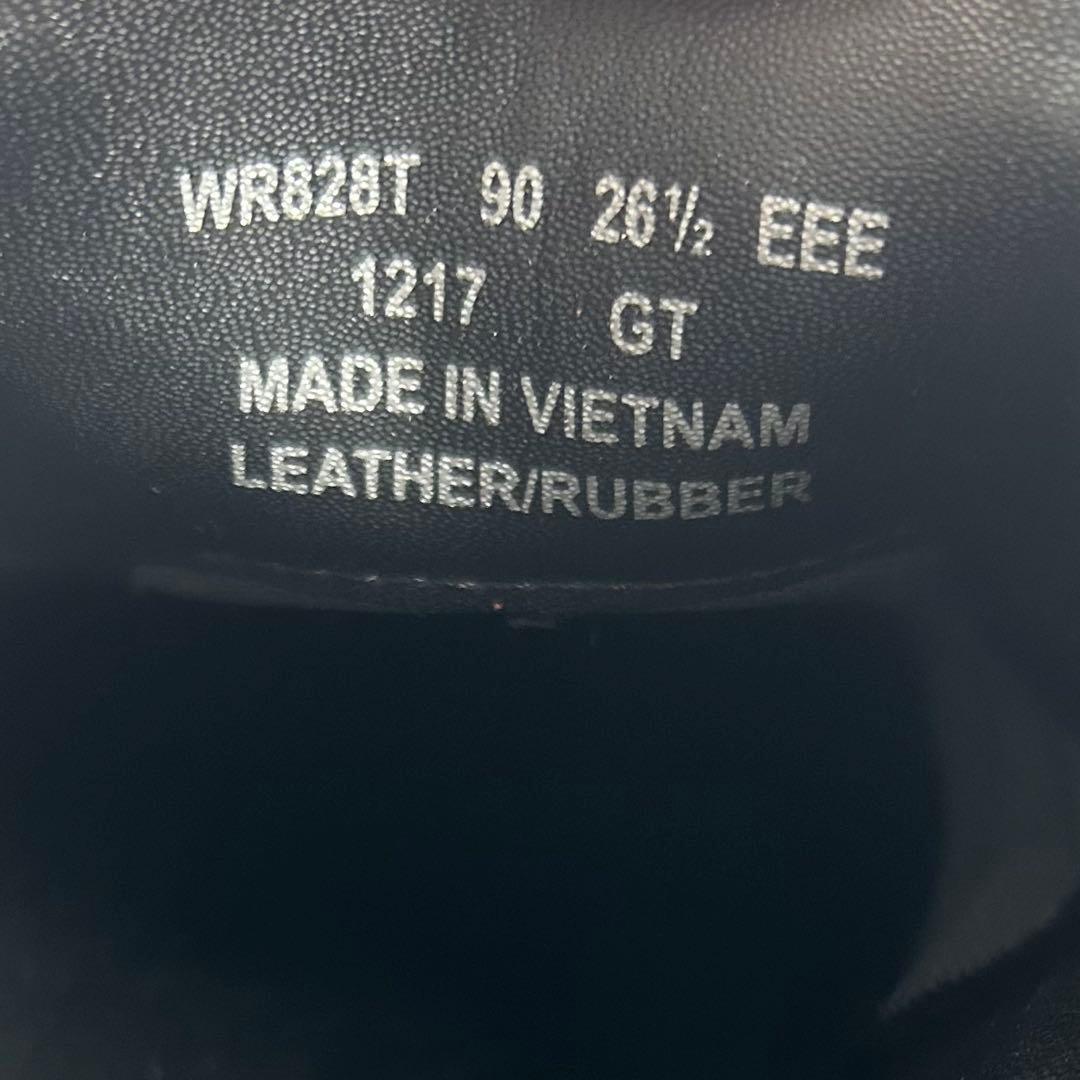 WR828T 90 26½ EEE
1217 GT
MADE IN VIETNAM
LEATHER/RUBBER